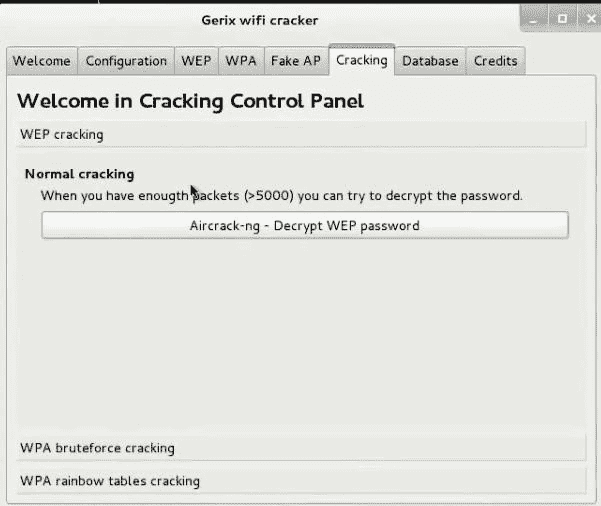 Gerix wifi cracker
Welcome Configuration WEP WPA Fake AP Cracking Database Credits
Welcome in Cracking Control Panel
WEP cracking
Normal cracking
When you have enougth packets (>5000) you can try to decrypt the password.
Aircrack-ng - Decrypt WEP password
WPA bruteforce cracking
WPA rainbow tables cracking